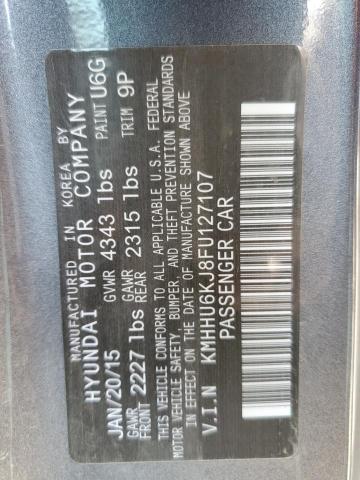 MANUFACTURED IN KOREA BY
HYUNDAI MOTOR COMPANY
JAN/20/15 GVWR 4343 lbs PAINT U6G
GAWR FRONT 2227 lbs GAWR REAR 2315 lbs TRIM 9P
THIS VEHICLE CONFORMS TO ALL APPLICABLE U.S.A. FEDERAL
MOTOR VEHICLE SAFETY, BUMPER, AND THEFT PREVENTION STANDARDS
IN EFFECT ON THE DATE OF MANUFACTURE SHOWN ABOVE
V.I.N KMHHU6KJ8FU127107
PASSENGER CAR